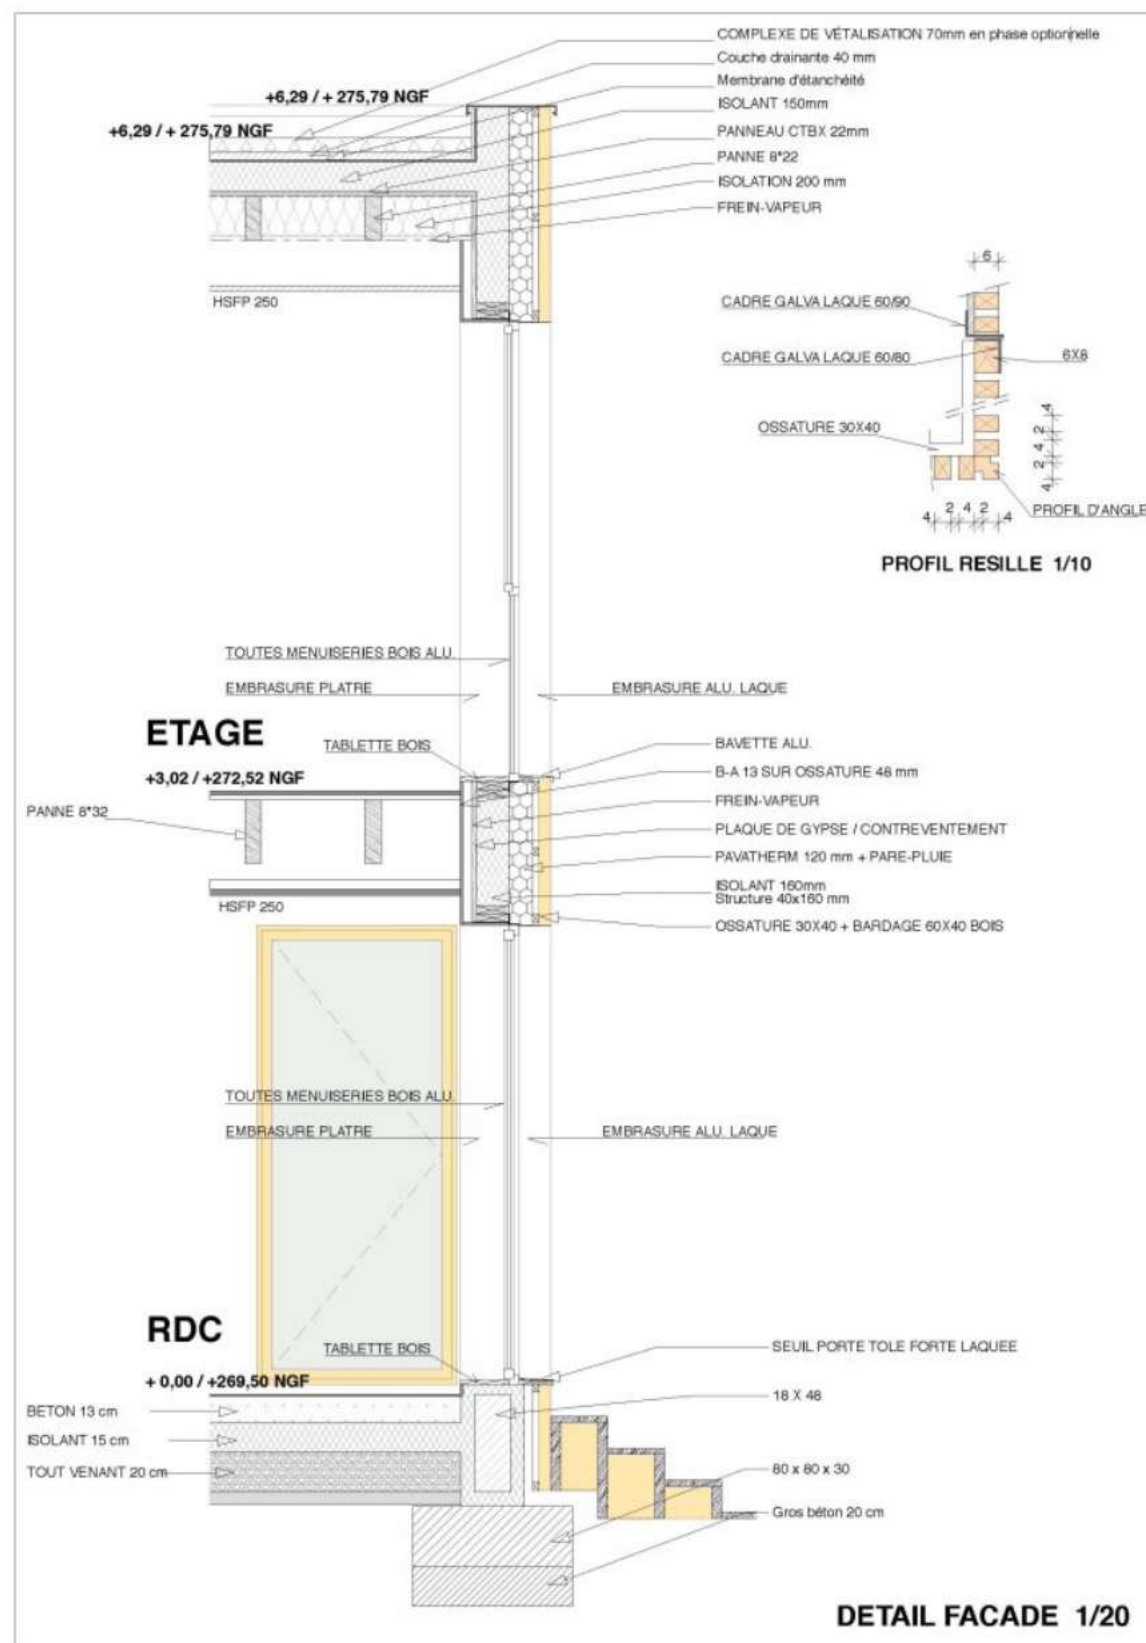 COMPLEXE DE VÉTALISATION 70mm en phase optionnelle
Couche drainante 40 mm
Membrane d'étanchéité
ISOLANT 150mm
PANNEAU CTBX 22mm
PANNE 8*22
ISOLATION 200 mm
FREIN-VAPEUR
+6,29 / + 275,79 NGF
+6,29 / + 275,79 NGF
HSFP 250
6
CADRE GALVA LAQUE 60/90
CADRE GALVA LAQUE 60/80
6X8
OSSATURE 30X40
4
2
4
2
4
4 2 4 2 4
PROFIL D'ANGLE
PROFIL RESILLE 1/10
TOUTES MENUISERIES BOIS ALU.
EMBRASURE PLATRE
EMBRASURE ALU. LAQUE
ETAGE
TABLETTE BOIS
+3,02 / +272,52 NGF
PANNE 8*32
HSFP 250
BAVETTE ALU.
B-A 13 SUR OSSATURE 48 mm
FREIN-VAPEUR
PLAQUE DE GYPSE / CONTREVENTEMENT
PAVATHERM 120 mm + PARE-PLUIE
ISOLANT 160mm
Structure 40x160 mm
OSSATURE 30X40 + BARDAGE 60X40 BOIS
TOUTES MENUISERIES BOIS ALU.
EMBRASURE PLATRE
EMBRASURE ALU. LAQUE
RDC
TABLETTE BOIS
+ 0,00 / +269,50 NGF
BETON 13 cm
ISOLANT 15 cm
TOUT VENANT 20 cm
SEUIL PORTE TOLE FORTE LAQUEE
18 X 48
80 x 80 x 30
Gros béton 20 cm
DETAIL FACADE 1/20